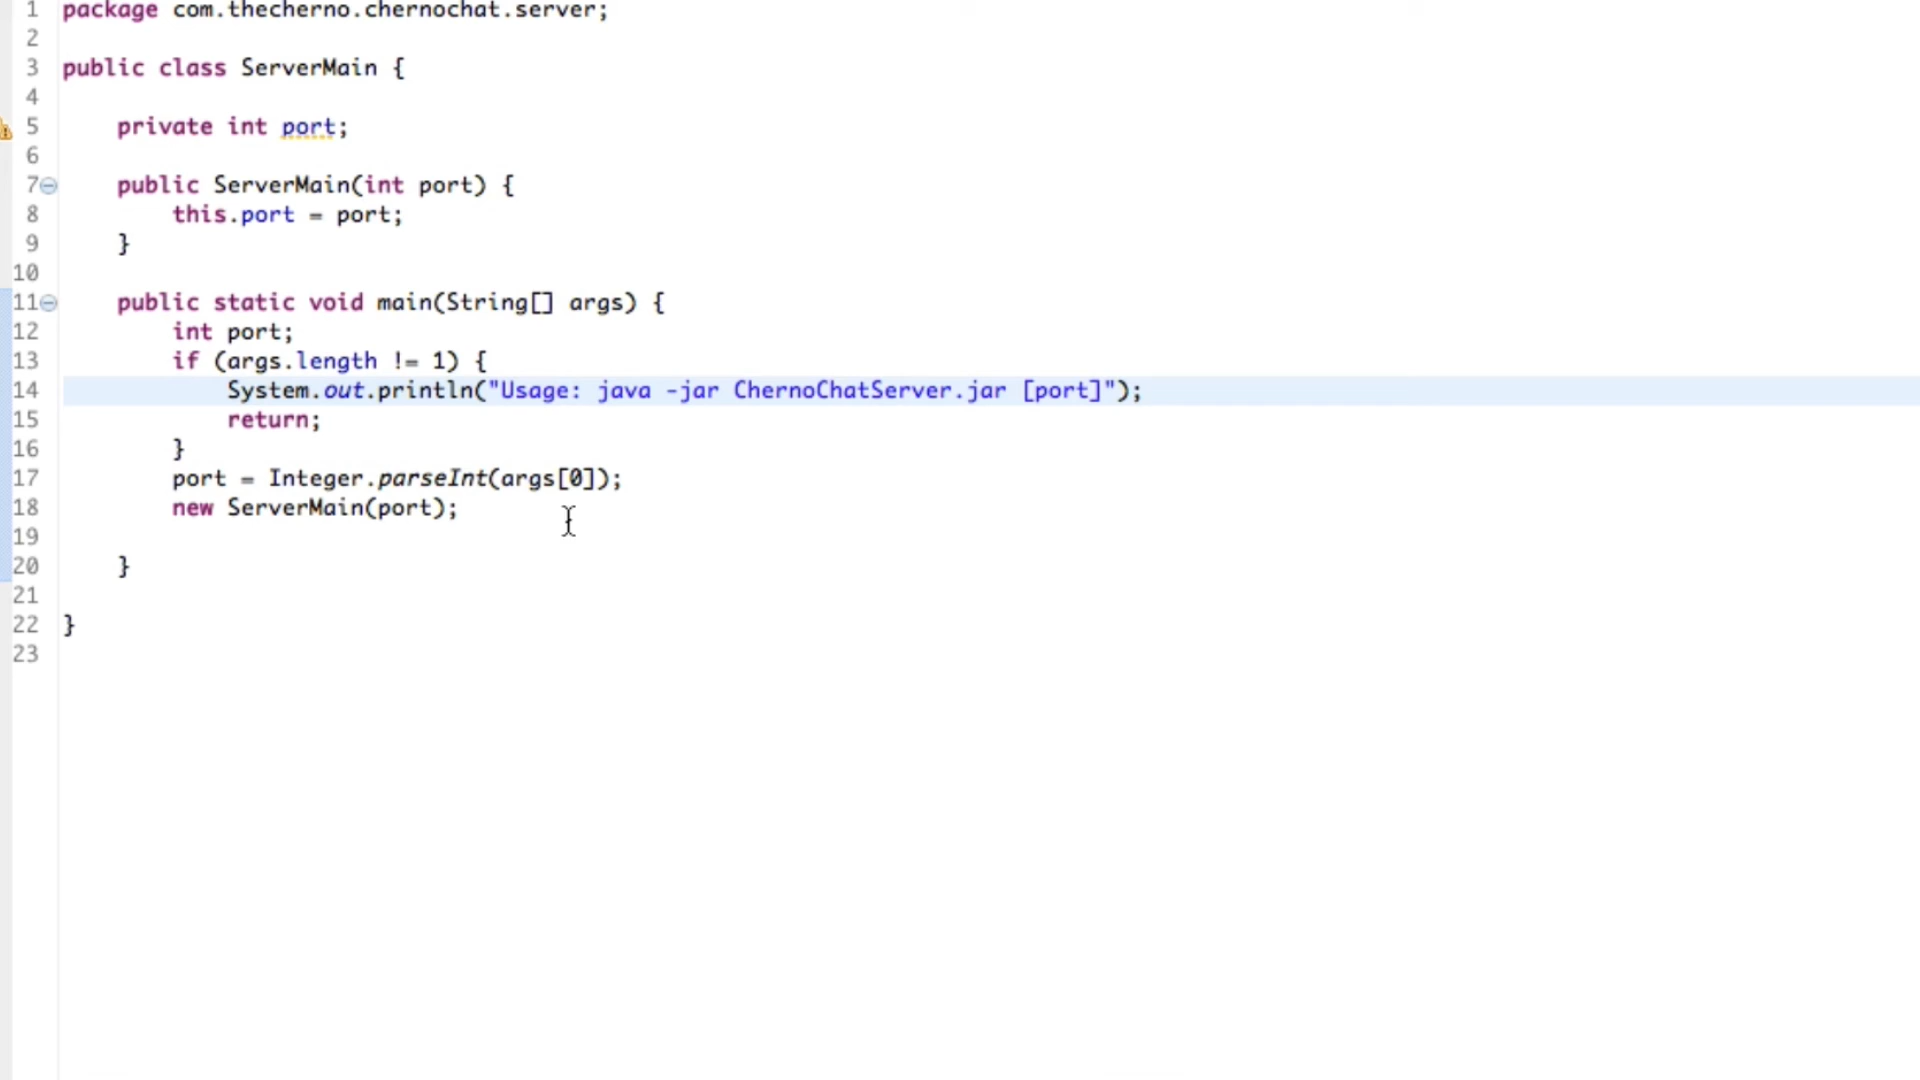 1 package com.thecherno.chernochat.server;
2
3 public class ServerMain {
4
5     private int port;
6
7     public ServerMain(int port) {
8         this.port = port;
9     }
10
11     public static void main(String[] args) {
12         int port;
13         if (args.length != 1) {
14             System.out.println("Usage: java -jar ChernoChatServer.jar [port]");
15             return;
16         }
17         port = Integer.parseInt(args[0]);
18         new ServerMain(port);
19
20     }
21
22 }
23